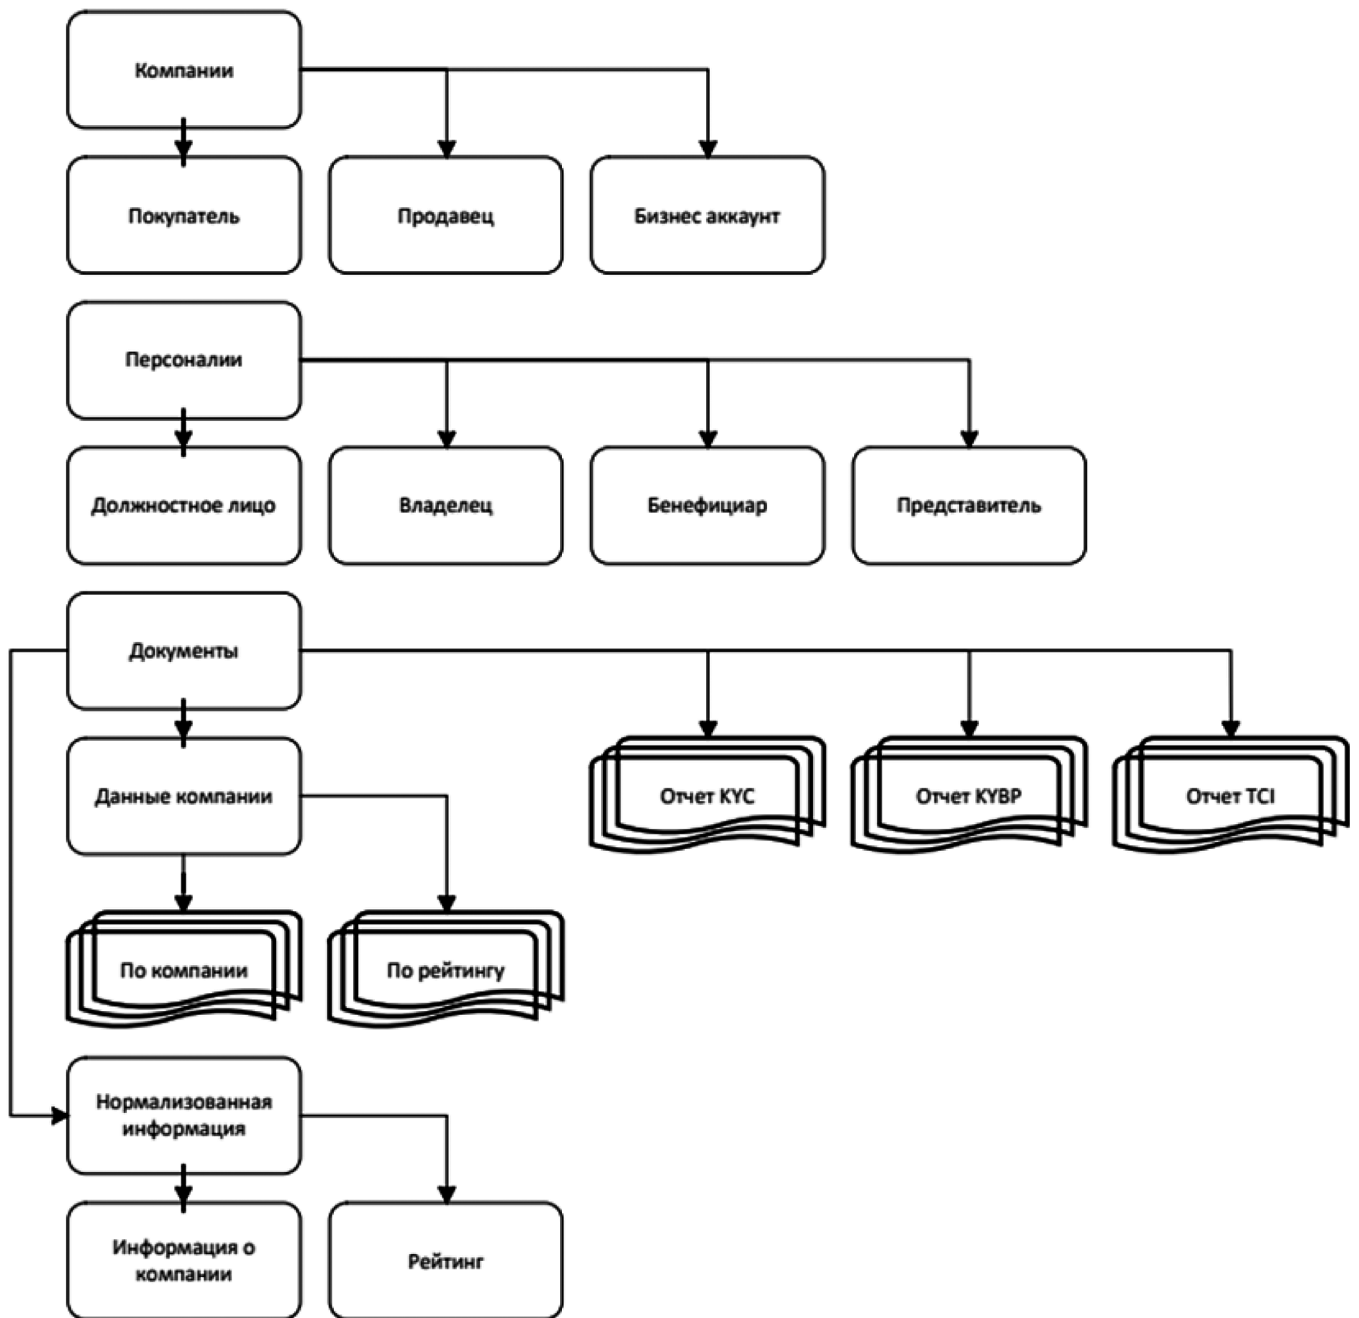 Компании
Покупатель
Продавец
Бизнес аккаунт
Персоналии
Должностное лицо
Владелец
Бенефициар
Представитель
Документы
Данные компании
Отчет KYC
Отчет KYBP
Отчет TCI
По компании
По рейтингу
Нормализованная
информация
Информация о
компании
Рейтинг